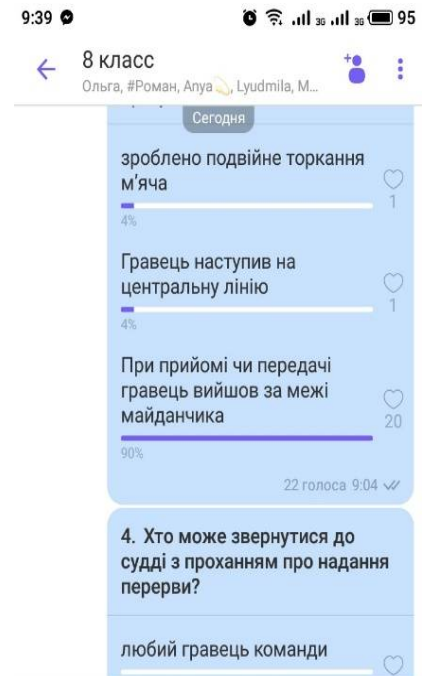 9:39 3G 3G 95
8 класс
Ольга, #Роман, Anya, Lyudmila, М...
Сегодня
зроблено подвійне торкання
м’яча
1
4%
Гравець наступив на
центральну лінію
1
4%
При прийомі чи передачі
гравець вийшов за межі
майданчика
20
90%
22 голоса 9:04
4. Хто може звернутися до
судді з проханням про надання
перерви?
любий гравець команди